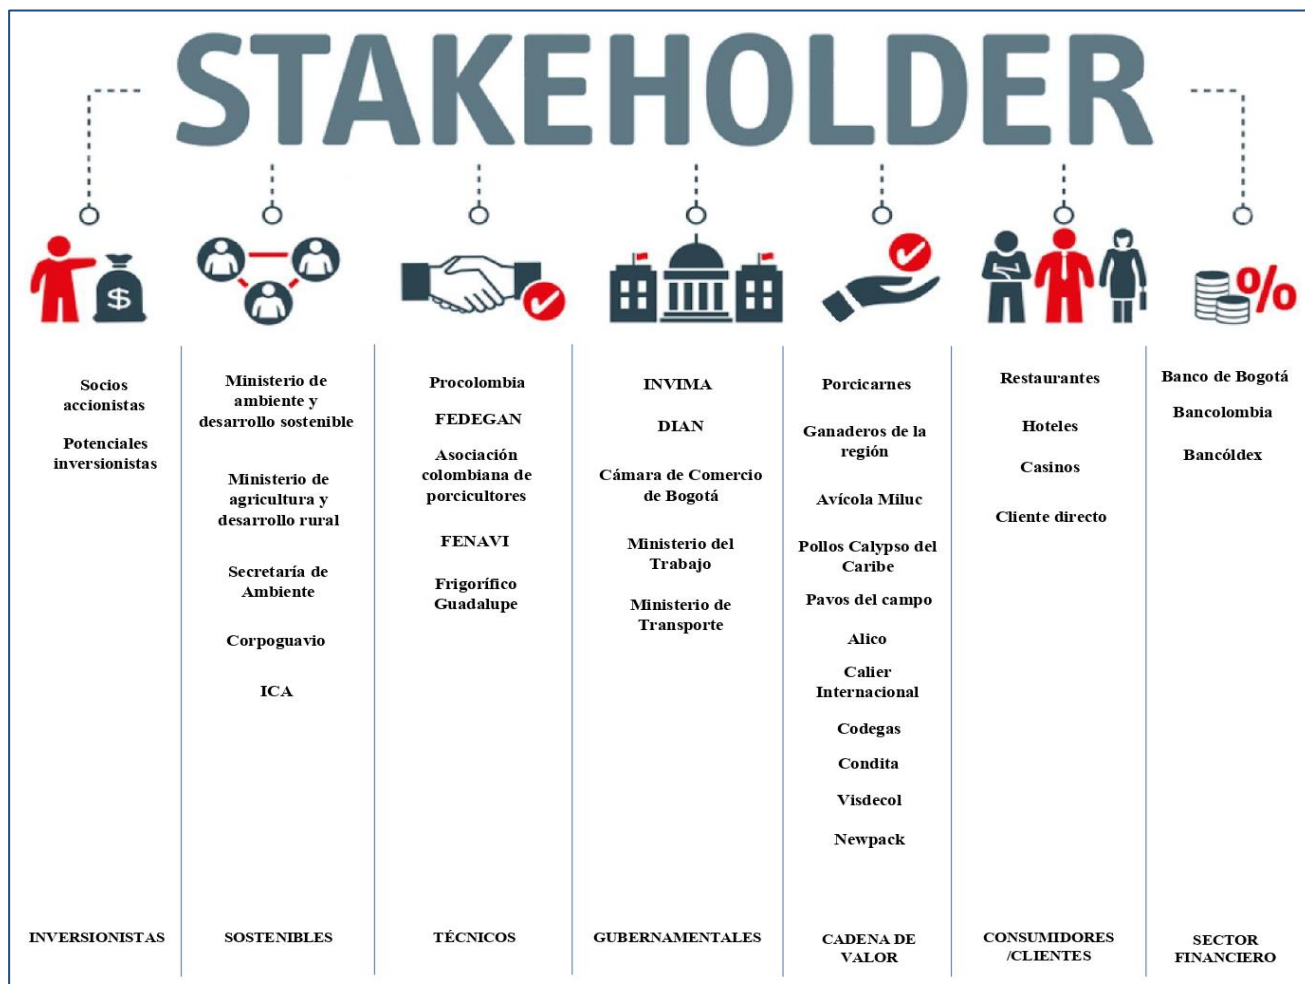 STAKEHOLDER
$
%
Socios
accionistas
Potenciales
inversionistas
INVERSIONISTAS
Ministerio de
ambiente y
desarrollo sostenible
Ministerio de
agricultura y
desarrollo rural
Secretaría de
Ambiente
Corpoguavio
ICA
SOSTENIBLES
Procolombia
FEDEGAN
Asociación
colombiana de
porcicultores
FENAVI
Frigorífico
Guadalupe
TÉCNICOS
INVIMA
DIAN
Cámara de Comercio
de Bogotá
Ministerio del
Trabajo
Ministerio de
Transporte
GUBERNAMENTALES
Porcicarnes
Ganaderos de la
región
Avícola Miluc
Pollos Calypso del
Caribe
Pavos del campo
Alico
Calier
Internacional
Codegas
Condita
Visdecol
Newpack
CADENA DE
VALOR
Restaurantes
Hoteles
Casinos
Cliente directo
CONSUMIDORES
/CLIENTES
Banco de Bogotá
Bancolombia
Bancóldex
SECTOR
FINANCIERO